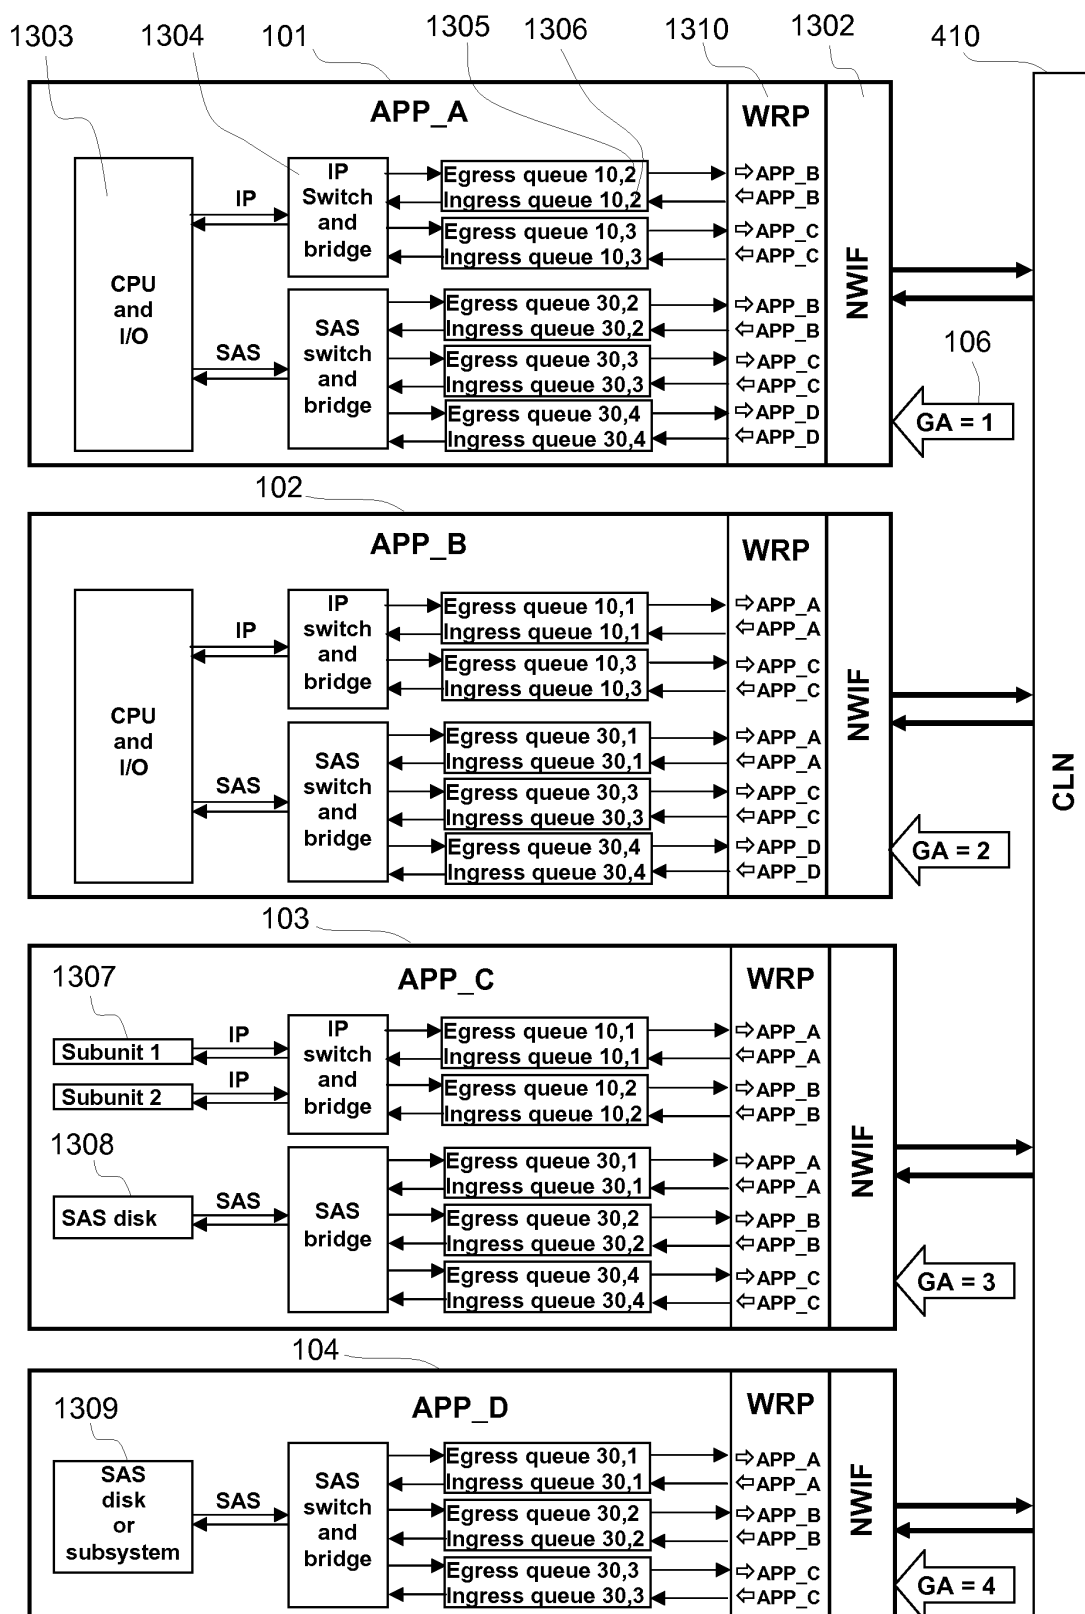 1303 1304 101 1305 1306 1310 1302 410
APP_A WRP
IP
Switch
and
bridge
Egress queue 10,2 ⇨APP_B
Ingress queue 10,2 ⇦APP_B
Egress queue 10,3 ⇨APP_C
Ingress queue 10,3 ⇦APP_C
IP
CPU
and
I/O
SAS
SAS
switch
and
bridge
Egress queue 30,2 ⇨APP_B
Ingress queue 30,2 ⇦APP_B
Egress queue 30,3 ⇨APP_C
Ingress queue 30,3 ⇦APP_C
Egress queue 30,4 ⇨APP_D
Ingress queue 30,4 ⇦APP_D
NWIF
106
GA = 1
102
APP_B WRP
IP
switch
and
bridge
Egress queue 10,1 ⇨APP_A
Ingress queue 10,1 ⇦APP_A
Egress queue 10,3 ⇨APP_C
Ingress queue 10,3 ⇦APP_C
IP
CPU
and
I/O
SAS
SAS
switch
and
bridge
Egress queue 30,1 ⇨APP_A
Ingress queue 30,1 ⇦APP_A
Egress queue 30,3 ⇨APP_C
Ingress queue 30,3 ⇦APP_C
Egress queue 30,4 ⇨APP_D
Ingress queue 30,4 ⇦APP_D
NWIF
GA = 2
CLN
103
1307
APP_C WRP
Subunit 1
IP
Subunit 2
IP
IP
switch
and
bridge
Egress queue 10,1 ⇨APP_A
Ingress queue 10,1 ⇦APP_A
Egress queue 10,2 ⇨APP_B
Ingress queue 10,2 ⇦APP_B
1308
SAS disk
SAS
SAS
bridge
Egress queue 30,1 ⇨APP_A
Ingress queue 30,1 ⇦APP_A
Egress queue 30,2 ⇨APP_B
Ingress queue 30,2 ⇦APP_B
Egress queue 30,4 ⇨APP_C
Ingress queue 30,4 ⇦APP_C
NWIF
GA = 3
104
1309
APP_D WRP
SAS
disk
or
subsystem
SAS
SAS
switch
and
bridge
Egress queue 30,1 ⇨APP_A
Ingress queue 30,1 ⇦APP_A
Egress queue 30,2 ⇨APP_B
Ingress queue 30,2 ⇦APP_B
Egress queue 30,3 ⇨APP_C
Ingress queue 30,3 ⇦APP_C
NWIF
GA = 4